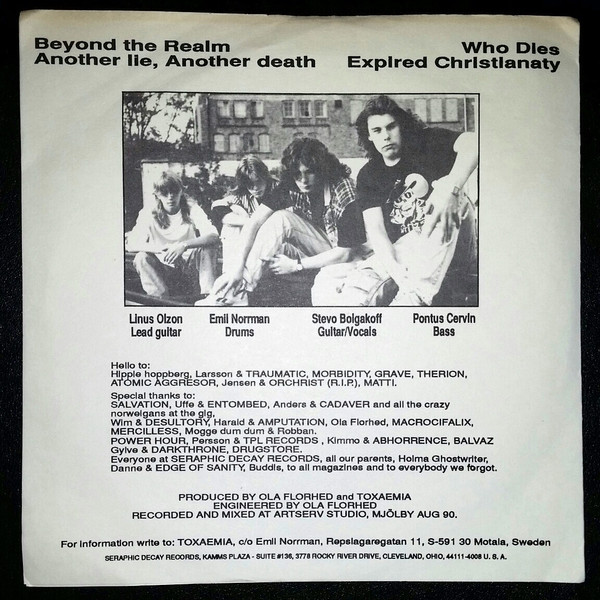 Beyond the Realm
Another lie, Another death
Who Dies
Expired Christianaty
Linus Olzon
Lead guitar
Emil Norrman
Drums
Stevo Bolgakoff
Guitar/Vocals
Pontus Cervin
Bass
Hello to:
Hippie hoppberg, Larsson & TRAUMATIC, MORBIDITY, GRAVE, THERION,
ATOMIC AGGRESOR, Jensen & ORCHRIST (R.I.P.), MATTI.
Special thanks to:
SALVATION, Uffe & ENTOMBED, Anders & CADAVER and all the crazy
norweigans at the gig,
Wim & DESULTORY, Harald & AMPUTATION, Ola Florhed, MACROCIFALIX,
MERCILESS, Mogge dum dum & Robban.
POWER HOUR, Persson & TPL RECORDS , Kimmo & ABHORRENCE, BALVAZ
Gylve & DARKTHRONE, DRUGSTORE.
Everyone at SERAPHIC DECAY RECORDS, all our parents, Holma Ghostwriter,
Danne & EDGE OF SANITY, Buddis, to all magazines and to everybody we forgot.
PRODUCED BY OLA FLORHED and TOXAEMIA
ENGINEERED BY OLA FLORHED
RECORDED AND MIXED AT ARTSERV STUDIO, MJÖLBY AUG 90.
For information write to: TOXAEMIA, c/o Emil Norrman, Repslagaregatan 11, S-591 30 Motala, Sweden
SERAPHIC DECAY RECORDS, KAMMS PLAZA - SUITE #136, 3778 ROCKY RIVER DRIVE, CLEVELAND, OHIO, 44111-4008 U. S. A.